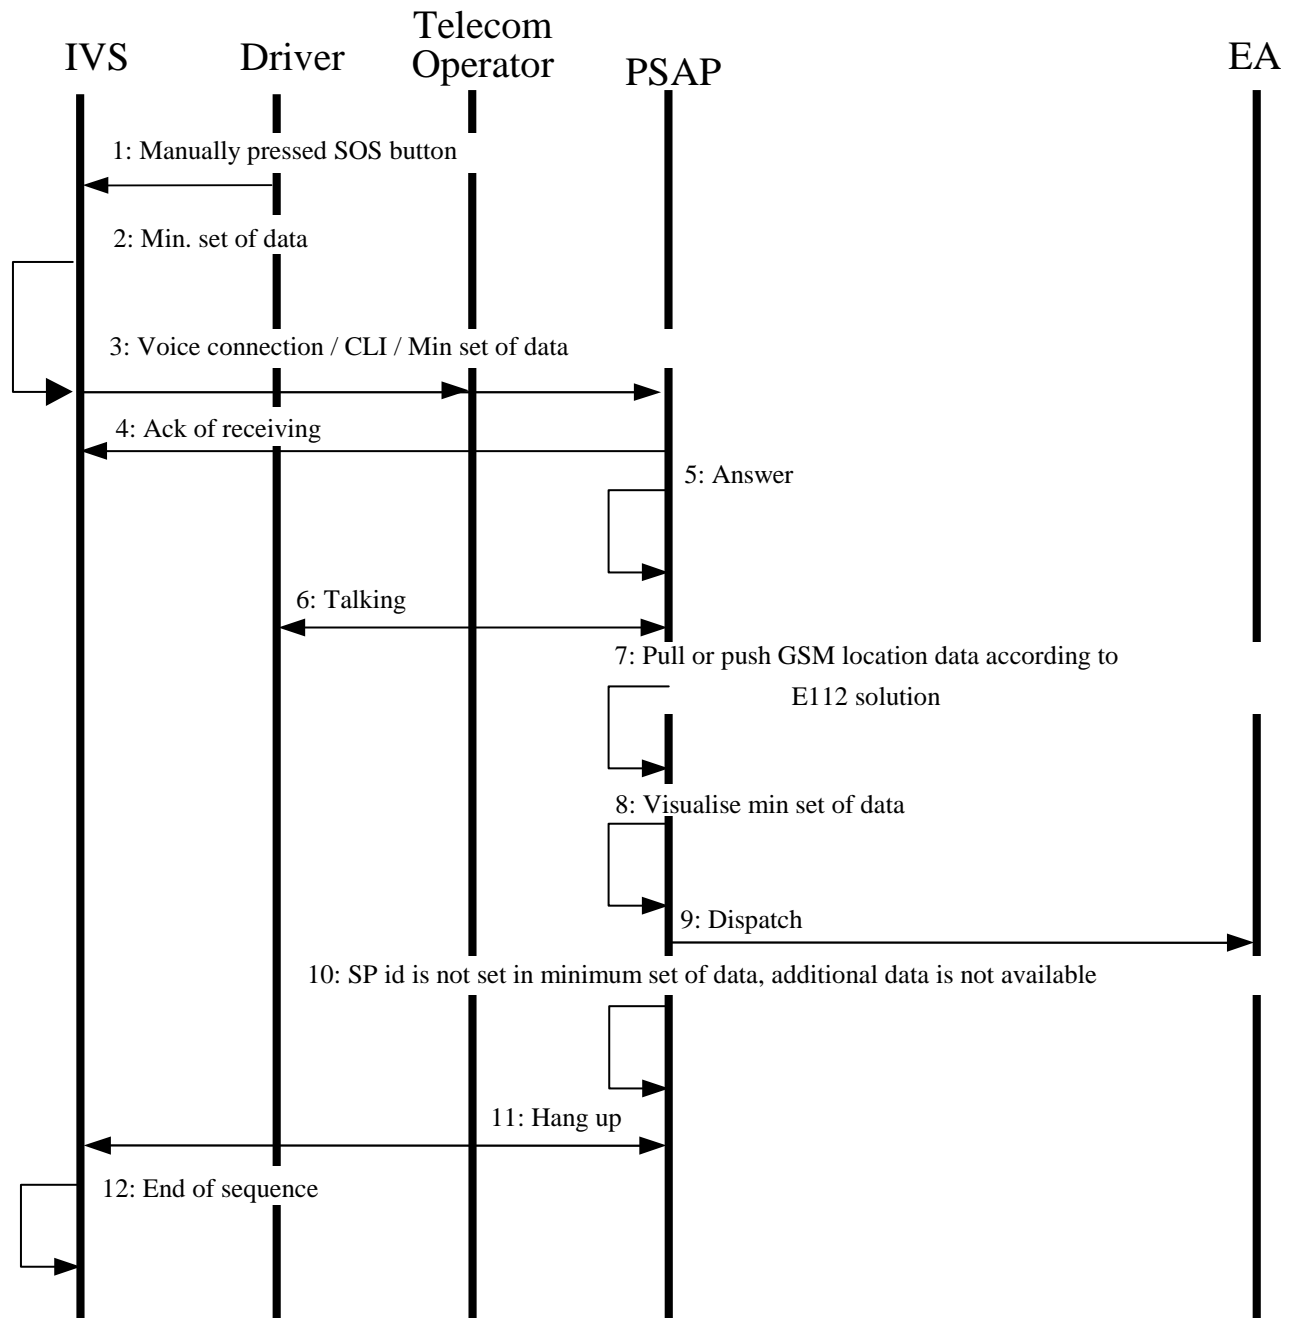 IVS
Driver
Telecom
Operator
PSAP
EA
1: Manually pressed SOS button
2: Min. set of data
3: Voice connection / CLI / Min set of data
4: Ack of receiving
5: Answer
6: Talking
7: Pull or push GSM location data according to
E112 solution
8: Visualise min set of data
9: Dispatch
10: SP id is not set in minimum set of data, additional data is not available
11: Hang up
12: End of sequence